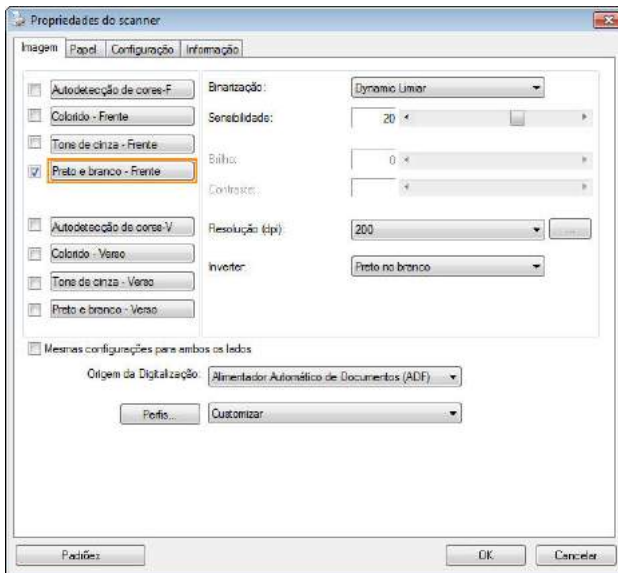 Propriedades do scanner
Imagem Papel Configuração Informação
Autodetecção de cores-F
Colorido - Frente
Tons de cinza - Frente
Preto e branco - Frente
Autodetecção de cores-V
Colorido - Verso
Tons de cinza - Verso
Preto e branco - Verso
Binarização: Dynamic Limiar
Sensibilidade: 20
Brilho: 0
Contraste:
Resolução (dpi): 200 ...
Inverter: Preto no branco
Mesmas configurações para ambos os lados
Origem da Digitalização: Alimentador Automático de Documentos (ADF)
Perfis... Customizar
Padrões OK Cancelar